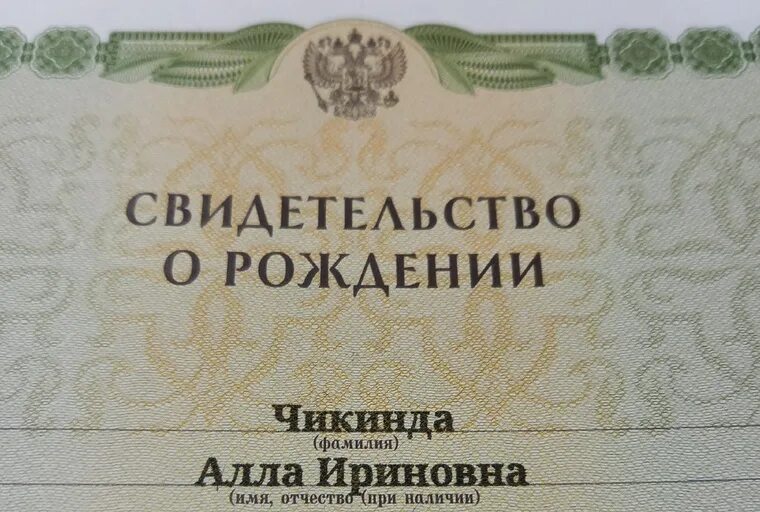 СВИДЕТЕЛЬСТВО
О РОЖДЕНИИ
Чикинда
(фамилия)
Алла Ириновна
(имя, отчество (при наличии)